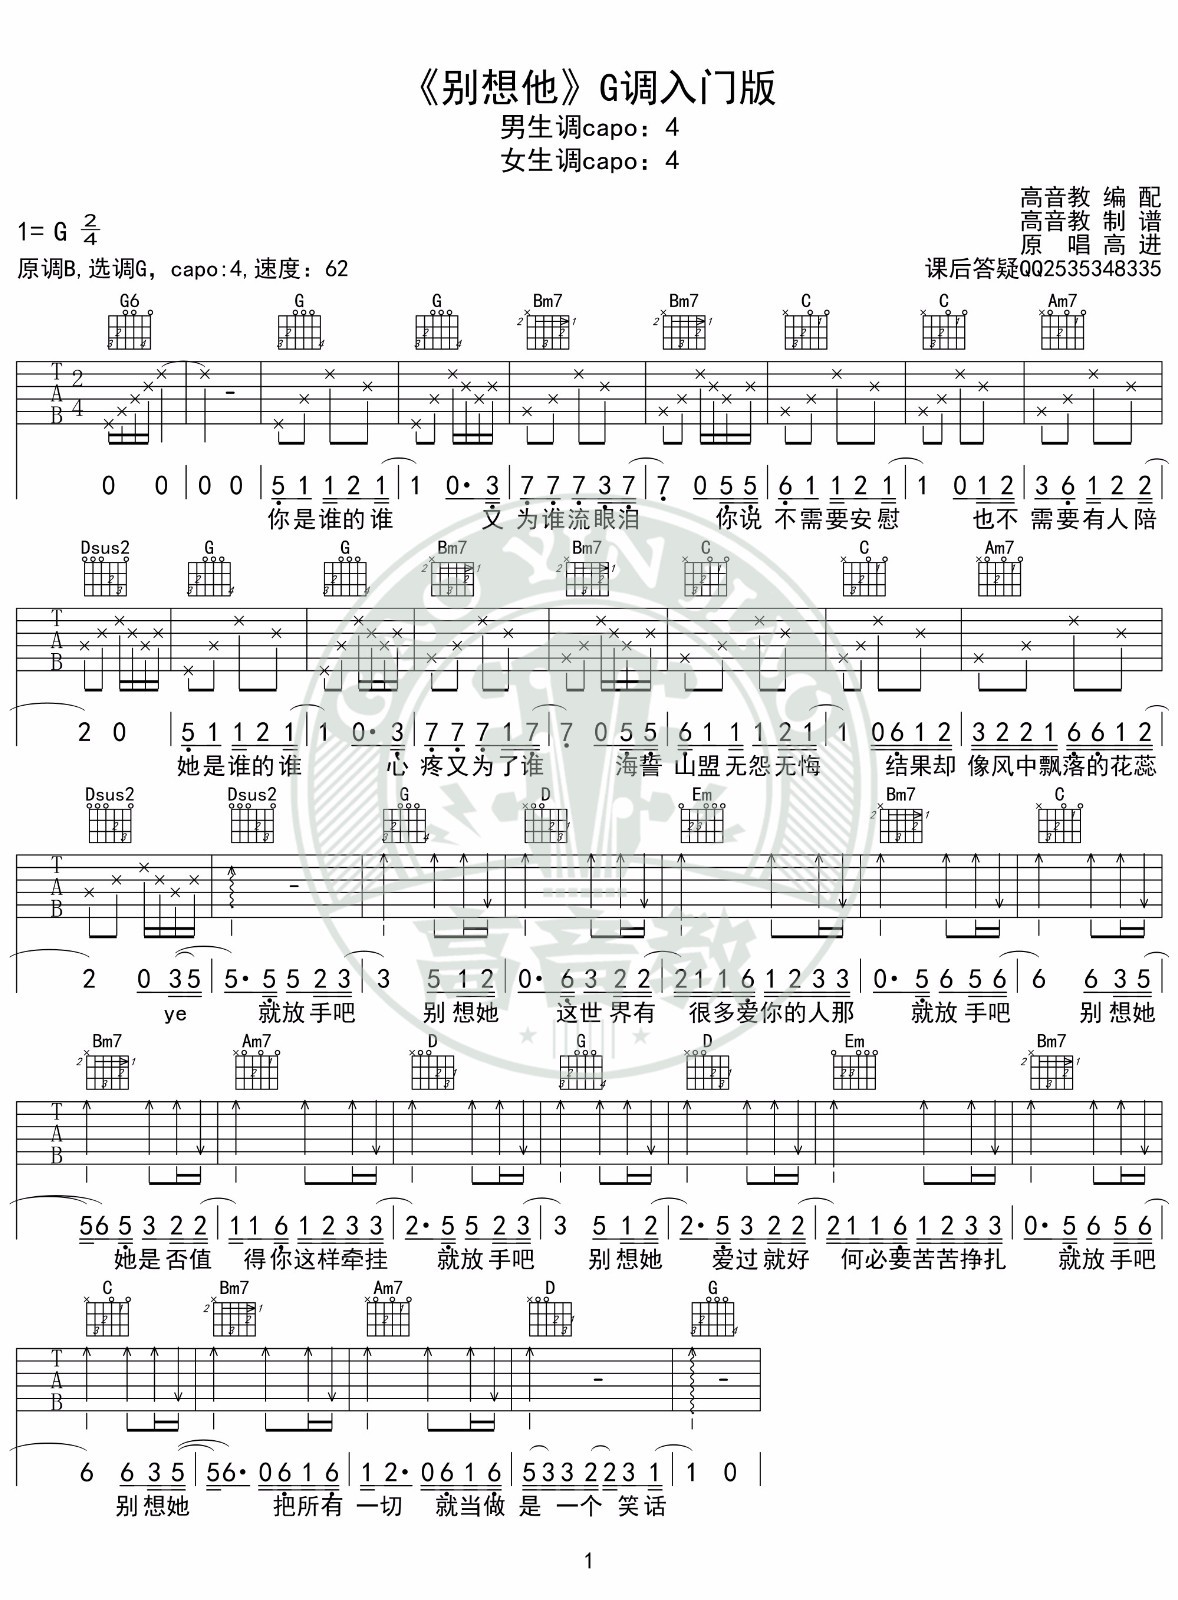 《别想他》G调入门版
男生调capo：4
女生调capo：4
高音教 编 配
高音教 制 谱
原 唱 高 进
课后答疑QQ2535348335
1= G 2/4
原调B,选调G，capo:4,速度：62
G6 G G Bm7 Bm7 C C Am7
T A B 2 4
0 0 | 0 0 | 5 1 1 2 1 | 1 0· 3 | 7 7 7 3 7 | 7 0 5 5 | 6 1 1 2 1 | 1 0 1 2 | 3 6 1 2 2
你是谁的谁 又 为谁流眼泪 你说 不需要安慰 也不 需要有人陪
Dsus2 G G Bm7 Bm7 C C Am7
T A B
2 0 | 5 1 1 2 1 | 1 0· 3 | 7 7 7 1 7 | 7 0 5 5 | 6 1 1 1 2 1 | 1 0 6 1 2 | 3 2 2 1 6 6 1 2
她是谁的谁 心 疼又为了谁 海誓 山盟无怨无悔 结果却 像风中飘落的花蕊
Dsus2 Dsus2 G D Em Bm7 C
T A B
2 0 3 5 | 5· 5 5 2 3 | 3 5 1 2 | 0· 6 3 2 2 | 2 1 1 6 1 2 3 3 | 0· 5 6 5 6 | 6 6 3 5
ye 就放手吧 别想她 这世界有 很多爱你的人那 就放手吧 别想她
Bm7 Am7 D G D Em Bm7
T A B
5 6 6 5 3 2 2 | 1 1 6 1 2 3 3 | 2· 5 5 2 3 | 3 5 1 2 | 2· 5 3 2 2 | 2 1 1 6 1 2 3 3 | 0· 5 6 5 6
她是否值 得你这样牵挂 就放手吧 别想她 爱过就好 何必要苦苦挣扎 就放手吧
C Bm7 Am7 D G
T A B
6 6 3 5 | 5 6· 0 6 1 6 | 1 2· 0 6 1 6 | 5 3 3 2 2 3 1 | 1 0
别想她 把所有 一切 就当做 是 一个 笑话
GAO YIN JIAO
高音教
1